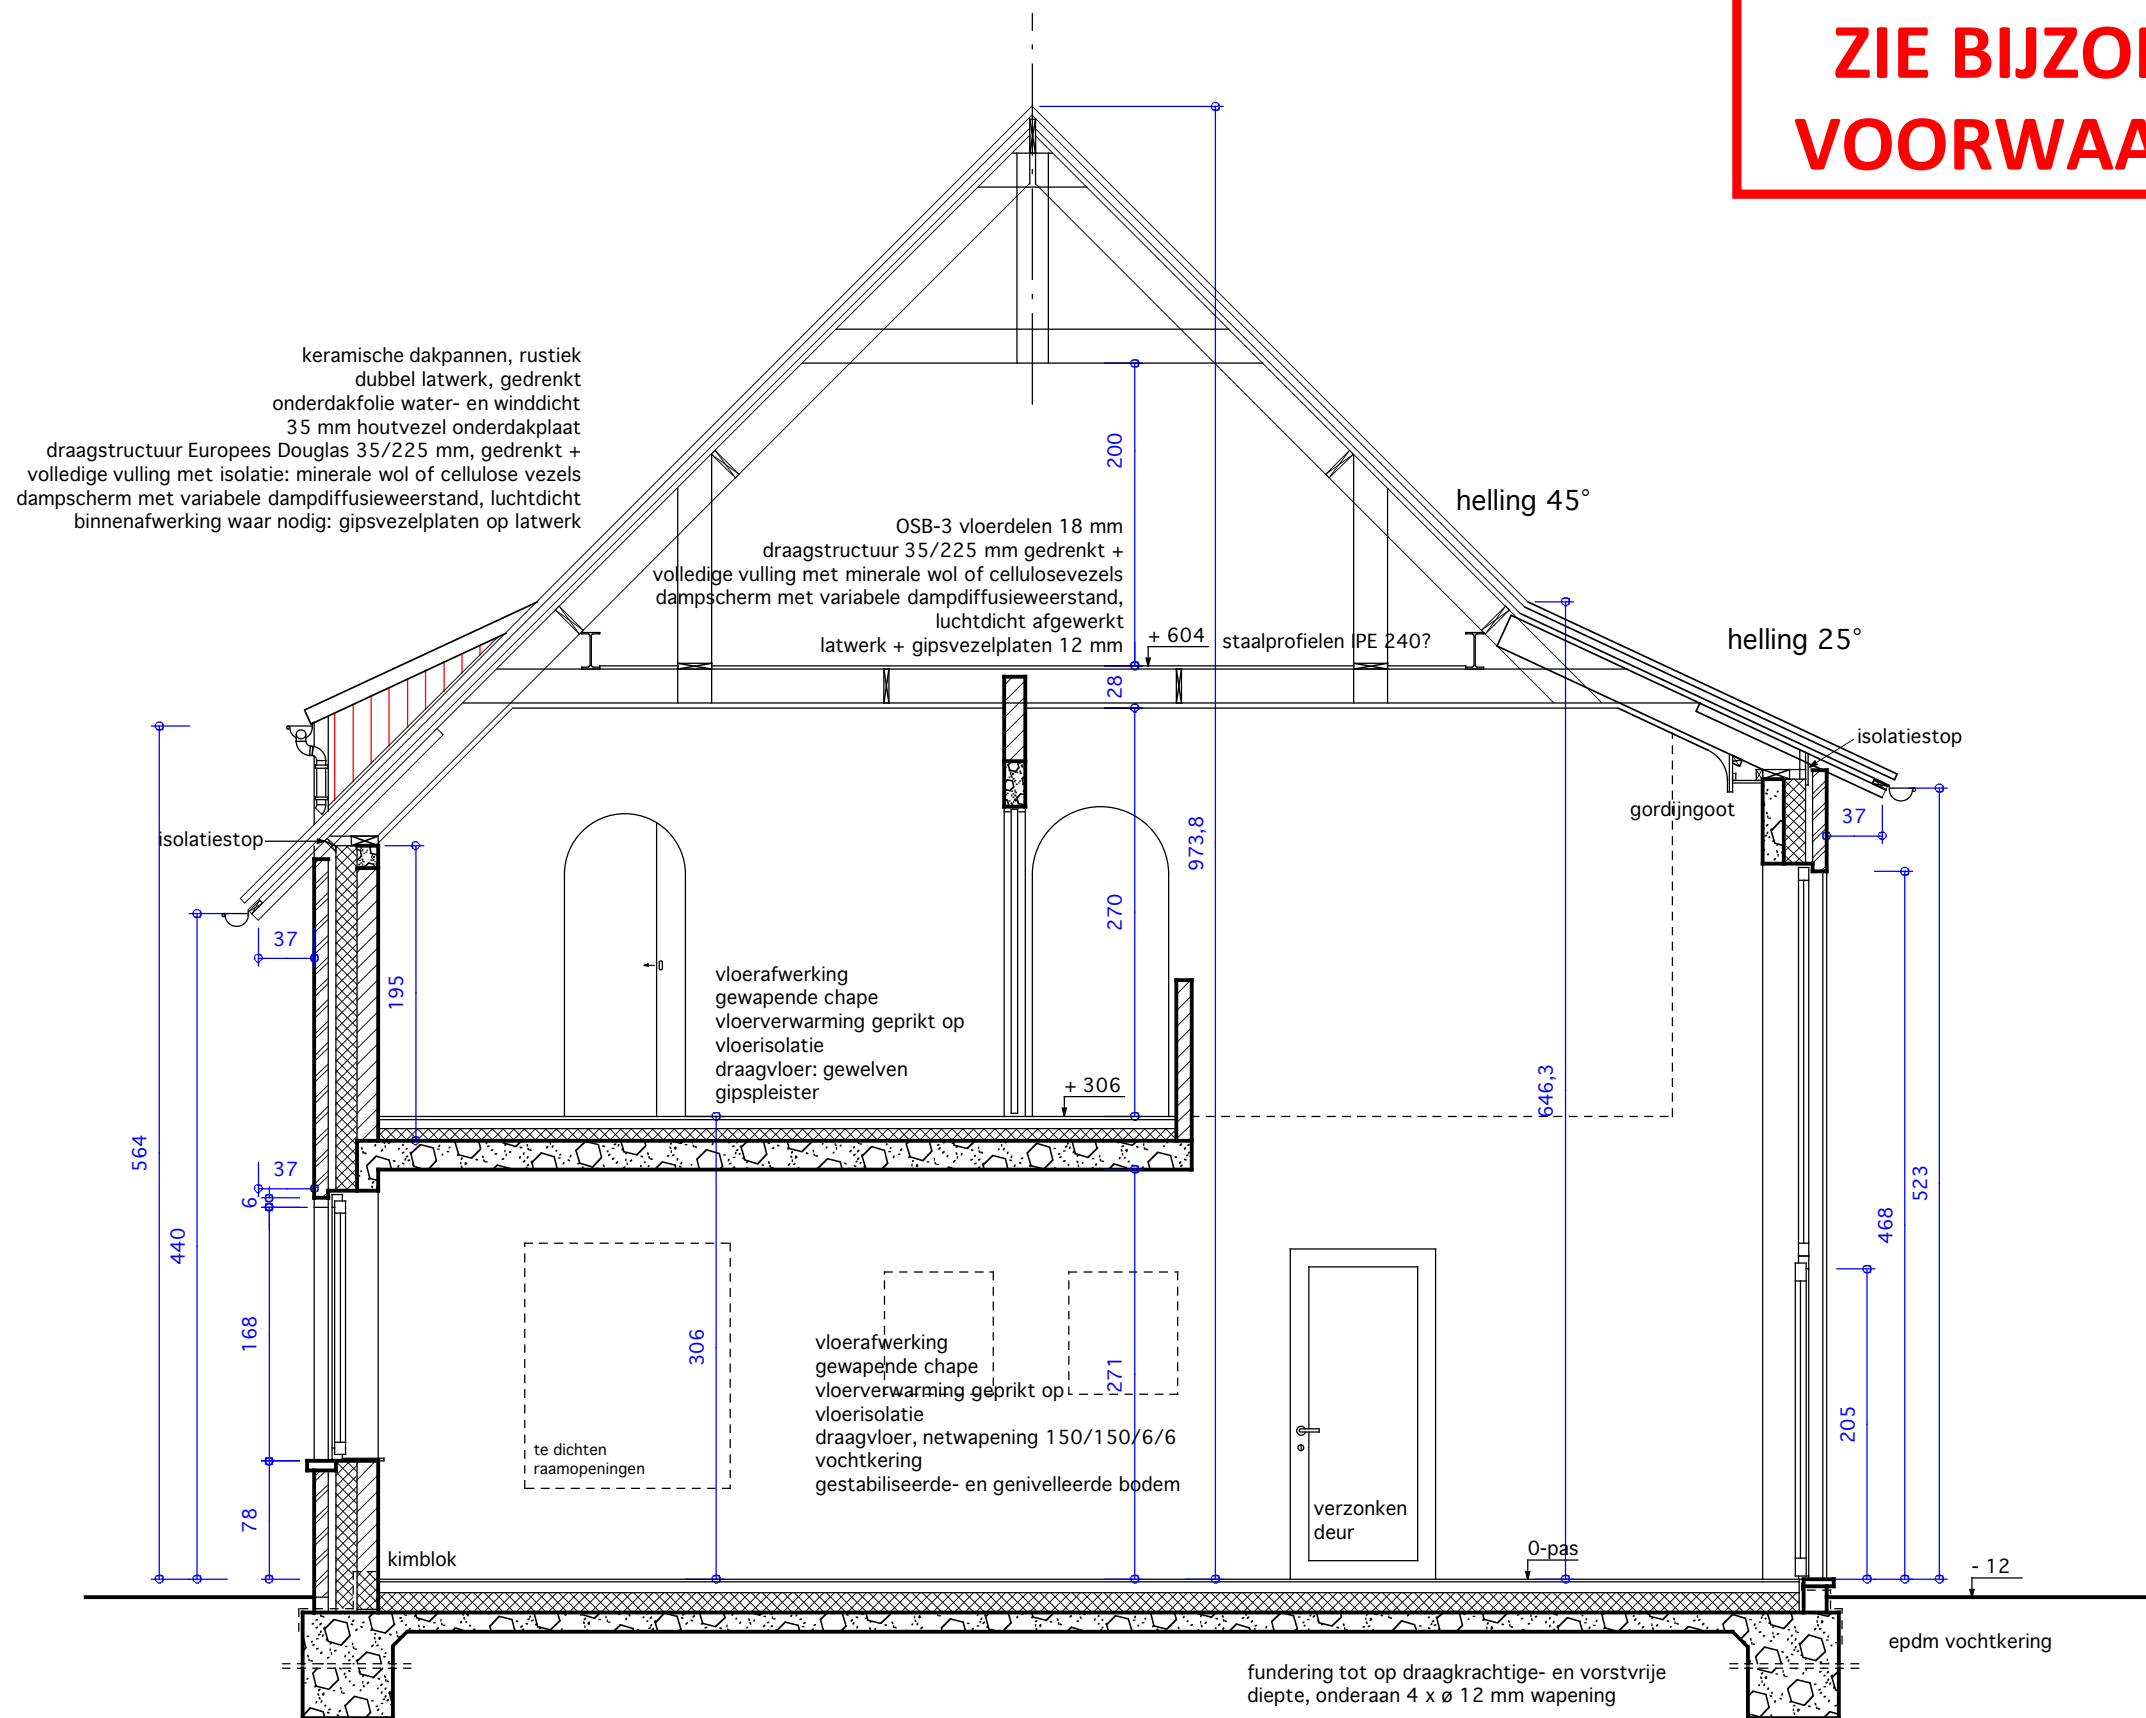 ZIE BIJZO
VOORWAA
keramische dakpannen, rustiek
dubbel latwerk, gedrenkt
onderdakfolie water- en winddicht
35 mm houtvezel onderdakplaat
draagstructuur Europees Douglas 35/225 mm, gedrenkt +
volledige vulling met isolatie: minerale wol of cellulose vezels
dampscherm met variabele dampdiffusieweerstand, luchtdicht
binnenafwerking waar nodig: gipsvezelplaten op latwerk
200
helling 45°
OSB-3 vloerdelen 18 mm
draagstructuur 35/225 mm gedrenkt +
volledige vulling met minerale wol of cellulosevezels
dampscherm met variabele dampdiffusieweerstand,
luchtdicht afgewerkt
latwerk + gipsvezelplaten 12 mm
+ 604
staalprofielen IPE 240?
helling 25°
28
isolatiestop
gordijngoot
37
973,8
isolatiestop
270
37
195
vloerafwerking
gewapende chape
vloerverwarming geprikt op
vloerisolatie
draagvloer: gewelven
gipspleister
+ 306
646,3
564
37
6
440
523
468
168
306
271
205
vloerafwerking
gewapende chape
vloerverwarming geprikt op
vloerisolatie
draagvloer, netwapening 150/150/6/6
vochtkering
gestabiliseerde- en genivelleerde bodem
te dichten
raamopeningen
78
verzonken
deur
kimblok
0-pas
- 12
epdm vochtkering
fundering tot op draagkrachtige- en vorstvrije
diepte, onderaan 4 x ø 12 mm wapening